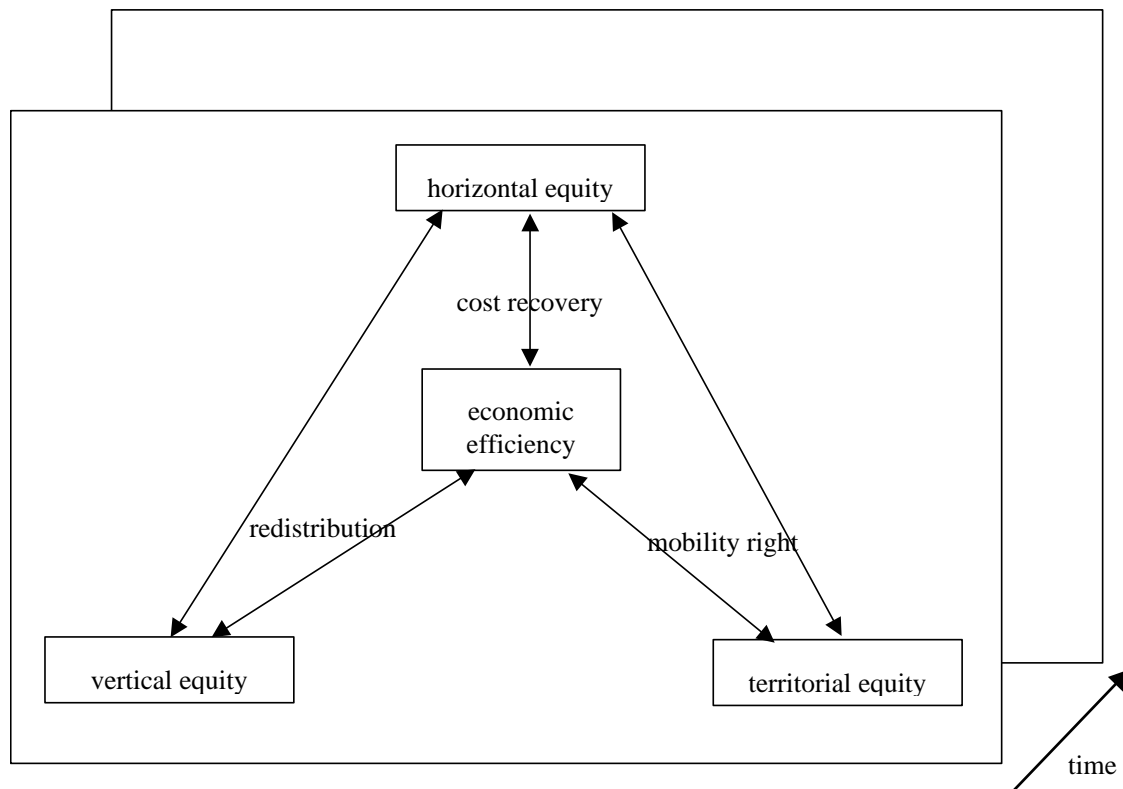 horizontal equity
cost recovery
economic
efficiency
redistribution
mobility right
vertical equity
territorial equity
time